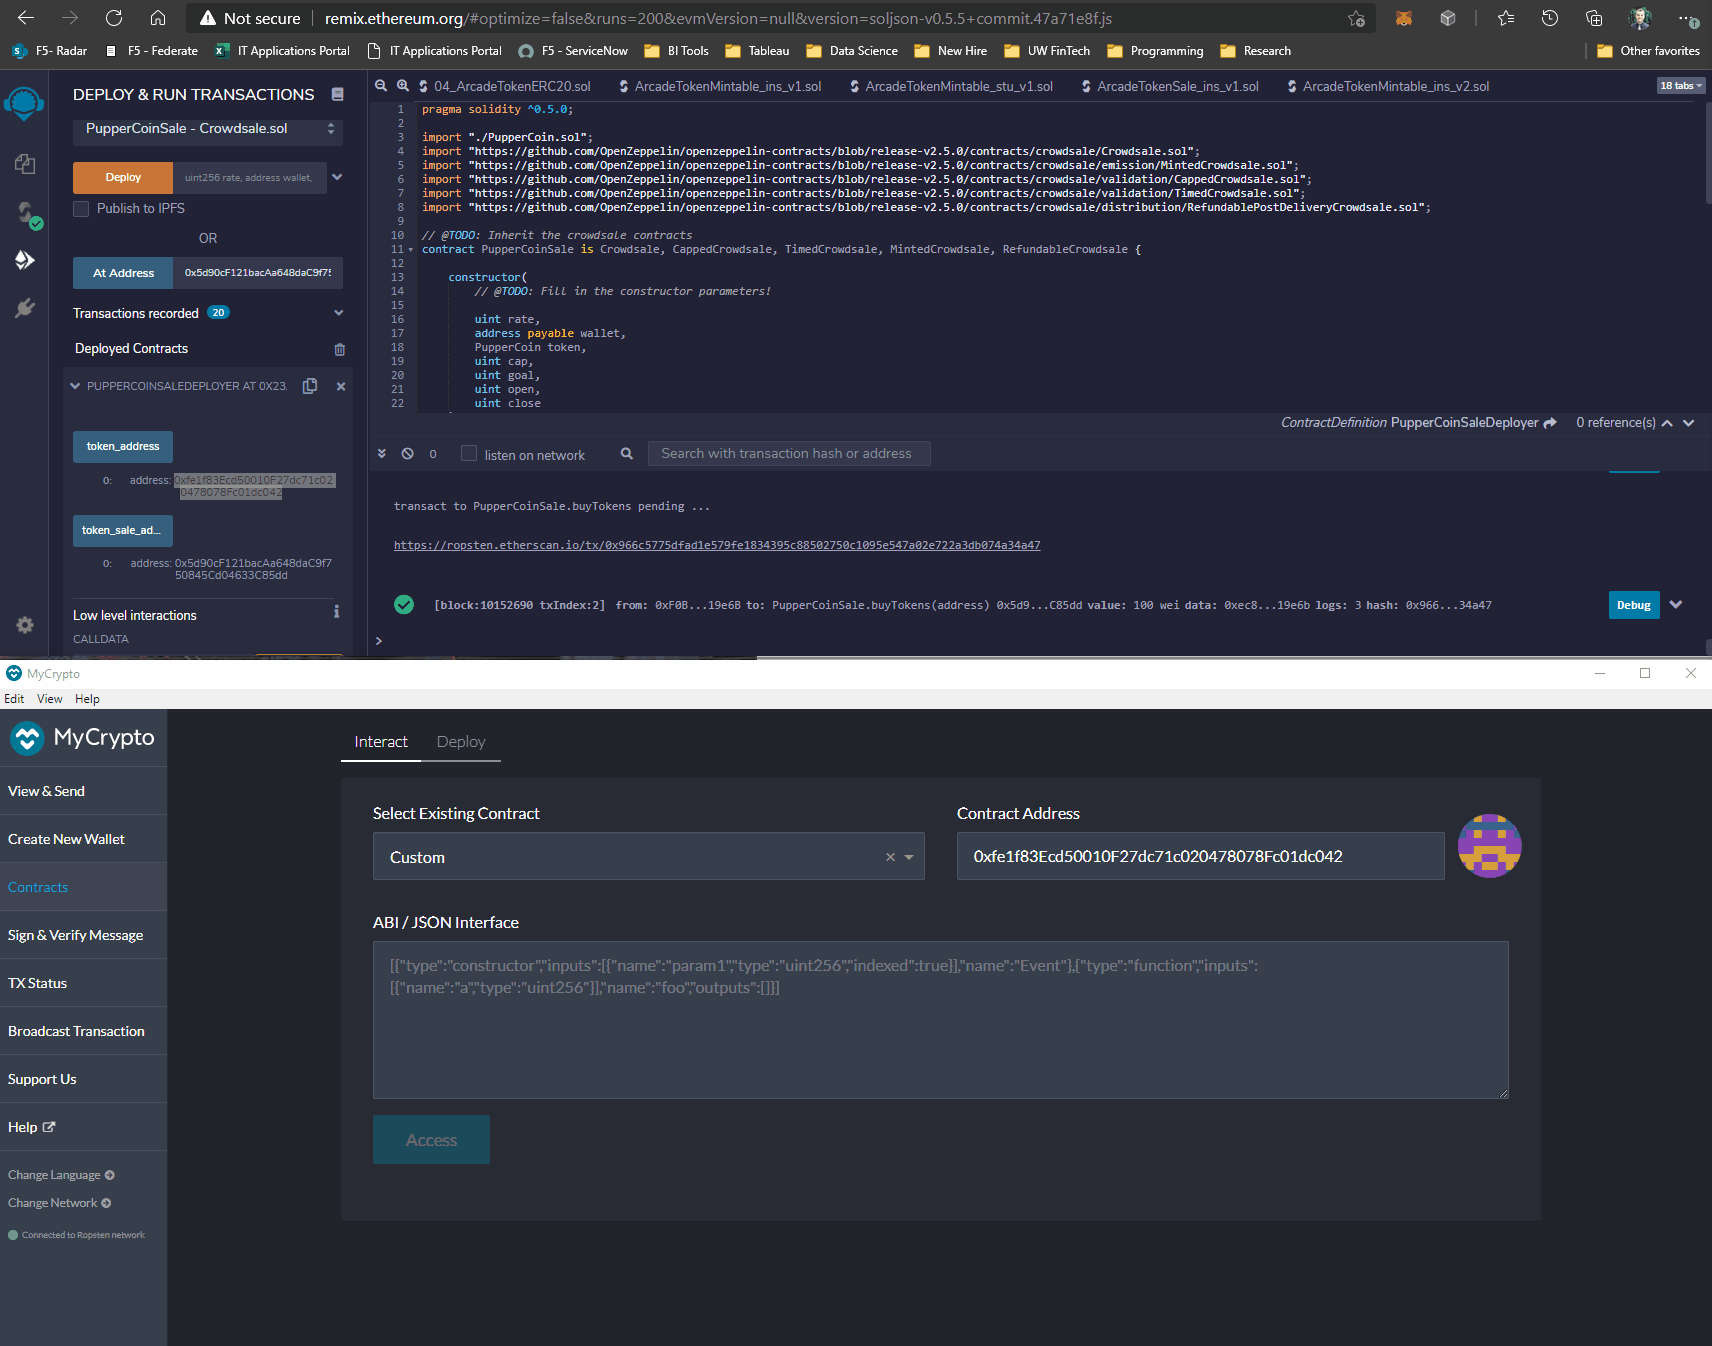 Not secure
remix.ethereum.org/#optimize=false&runs=200&evmVersion=null&version=soljson-v0.5.5+commit.47a71e8f.js
F5- Radar
F5 - Federate
IT Applications Portal
IT Applications Portal
F5 - ServiceNow
BI Tools
Tableau
Data Science
New Hire
UW FinTech
Programming
Research
Other favorites
DEPLOY & RUN TRANSACTIONS
PupperCoinSale - Crowdsale.sol
Deploy
uint256 rate, address wallet,
Publish to IPFS
OR
At Address
0x5d90cF121bacAa648daC9f75
Transactions recorded 20
Deployed Contracts
PUPPERCOINSALEDEPLOYER AT 0X23.
token_address
0: address: 0xfe1f83Ecd50010F27dc71c02
0478078Fc01dc042
token_sale_ad...
0: address: 0x5d90cF121bacAa648daC9f7
50845Cd04633C85dd
Low level interactions
CALLDATA
04_ArcadeTokenERC20.sol
ArcadeTokenMintable_ins_v1.sol
ArcadeTokenMintable_stu_v1.sol
ArcadeTokenSale_ins_v1.sol
ArcadeTokenMintable_ins_v2.sol
18 tabs
1 pragma solidity ^0.5.0;
2
3 import "./PupperCoin.sol";
4 import "https://github.com/OpenZeppelin/openzeppelin-contracts/blob/release-v2.5.0/contracts/crowdsale/Crowdsale.sol";
5 import "https://github.com/OpenZeppelin/openzeppelin-contracts/blob/release-v2.5.0/contracts/crowdsale/emission/MintedCrowdsale.sol";
6 import "https://github.com/OpenZeppelin/openzeppelin-contracts/blob/release-v2.5.0/contracts/crowdsale/validation/CappedCrowdsale.sol";
7 import "https://github.com/OpenZeppelin/openzeppelin-contracts/blob/release-v2.5.0/contracts/crowdsale/validation/TimedCrowdsale.sol";
8 import "https://github.com/OpenZeppelin/openzeppelin-contracts/blob/release-v2.5.0/contracts/crowdsale/distribution/RefundablePostDeliveryCrowdsale.sol";
9
10 // @TODO: Inherit the crowdsale contracts
11 contract PupperCoinSale is Crowdsale, CappedCrowdsale, TimedCrowdsale, MintedCrowdsale, RefundableCrowdsale {
12
13 constructor(
14 // @TODO: Fill in the constructor parameters!
15
16 uint rate,
17 address payable wallet,
18 PupperCoin token,
19 uint cap,
20 uint goal,
21 uint open,
22 uint close
ContractDefinition PupperCoinSaleDeployer 0 reference(s)
0 listen on network
Search with transaction hash or address
transact to PupperCoinSale.buyTokens pending ...
https://ropsten.etherscan.io/tx/0x966c5775dfad1e579fe1834395c88502750c1095e547a02e722a3db074a34a47
[block:10152690 txIndex:2] from: 0xF0B...19e6B to: PupperCoinSale.buyTokens(address) 0x5d9...C85dd value: 100 wei data: 0xec8...19e6b logs: 3 hash: 0x966...34a47
Debug
>
MyCrypto
Edit View Help
MyCrypto
View & Send
Create New Wallet
Contracts
Sign & Verify Message
TX Status
Broadcast Transaction
Support Us
Help
Change Language
Change Network
Connected to Ropsten network
Interact
Deploy
Select Existing Contract
Custom
Contract Address
0xfe1f83Ecd50010F27dc71c020478078Fc01dc042
ABI / JSON Interface
[{"type":"constructor","inputs":[{"name":"param1","type":"uint256","indexed":true}],"name":"Event"},{"type":"function","inputs":
[{"name":"a","type":"uint256"}],"name":"foo","outputs":[]}]
Access